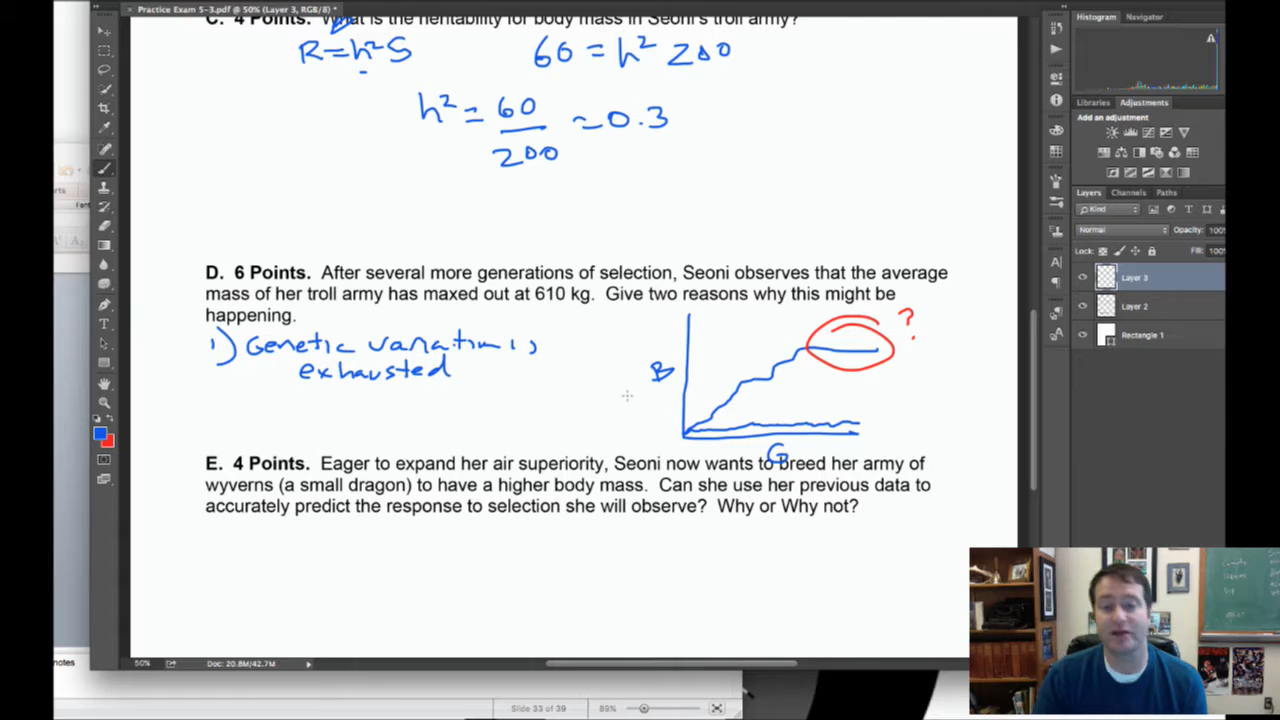 Practice Exam 5-3.pdf @ 50% (Layer 3, RGB/8) *
Histogram
Navigator
C. 4 Points. What is the heritability for body mass in Seoni's troll army?
R = h² S
60 = h² 200
h² = 60
200
~ 0.3
Libraries
Adjustments
Add an adjustment
Layers
Channels
Paths
Kind
Normal
Opacity: 100
Lock:
Fill: 100
Layer 3
Layer 2
Rectangle 1
D. 6 Points. After several more generations of selection, Seoni observes that the average
mass of her troll army has maxed out at 610 kg. Give two reasons why this might be
happening.
1) Genetic variation is
exhausted
?
B
G
E. 4 Points. Eager to expand her air superiority, Seoni now wants to breed her army of
wyverns (a small dragon) to have a higher body mass. Can she use her previous data to
accurately predict the response to selection she will observe? Why or Why not?
50%
Doc: 20.8M/42.7M
notes
Slide 33 of 39
89%